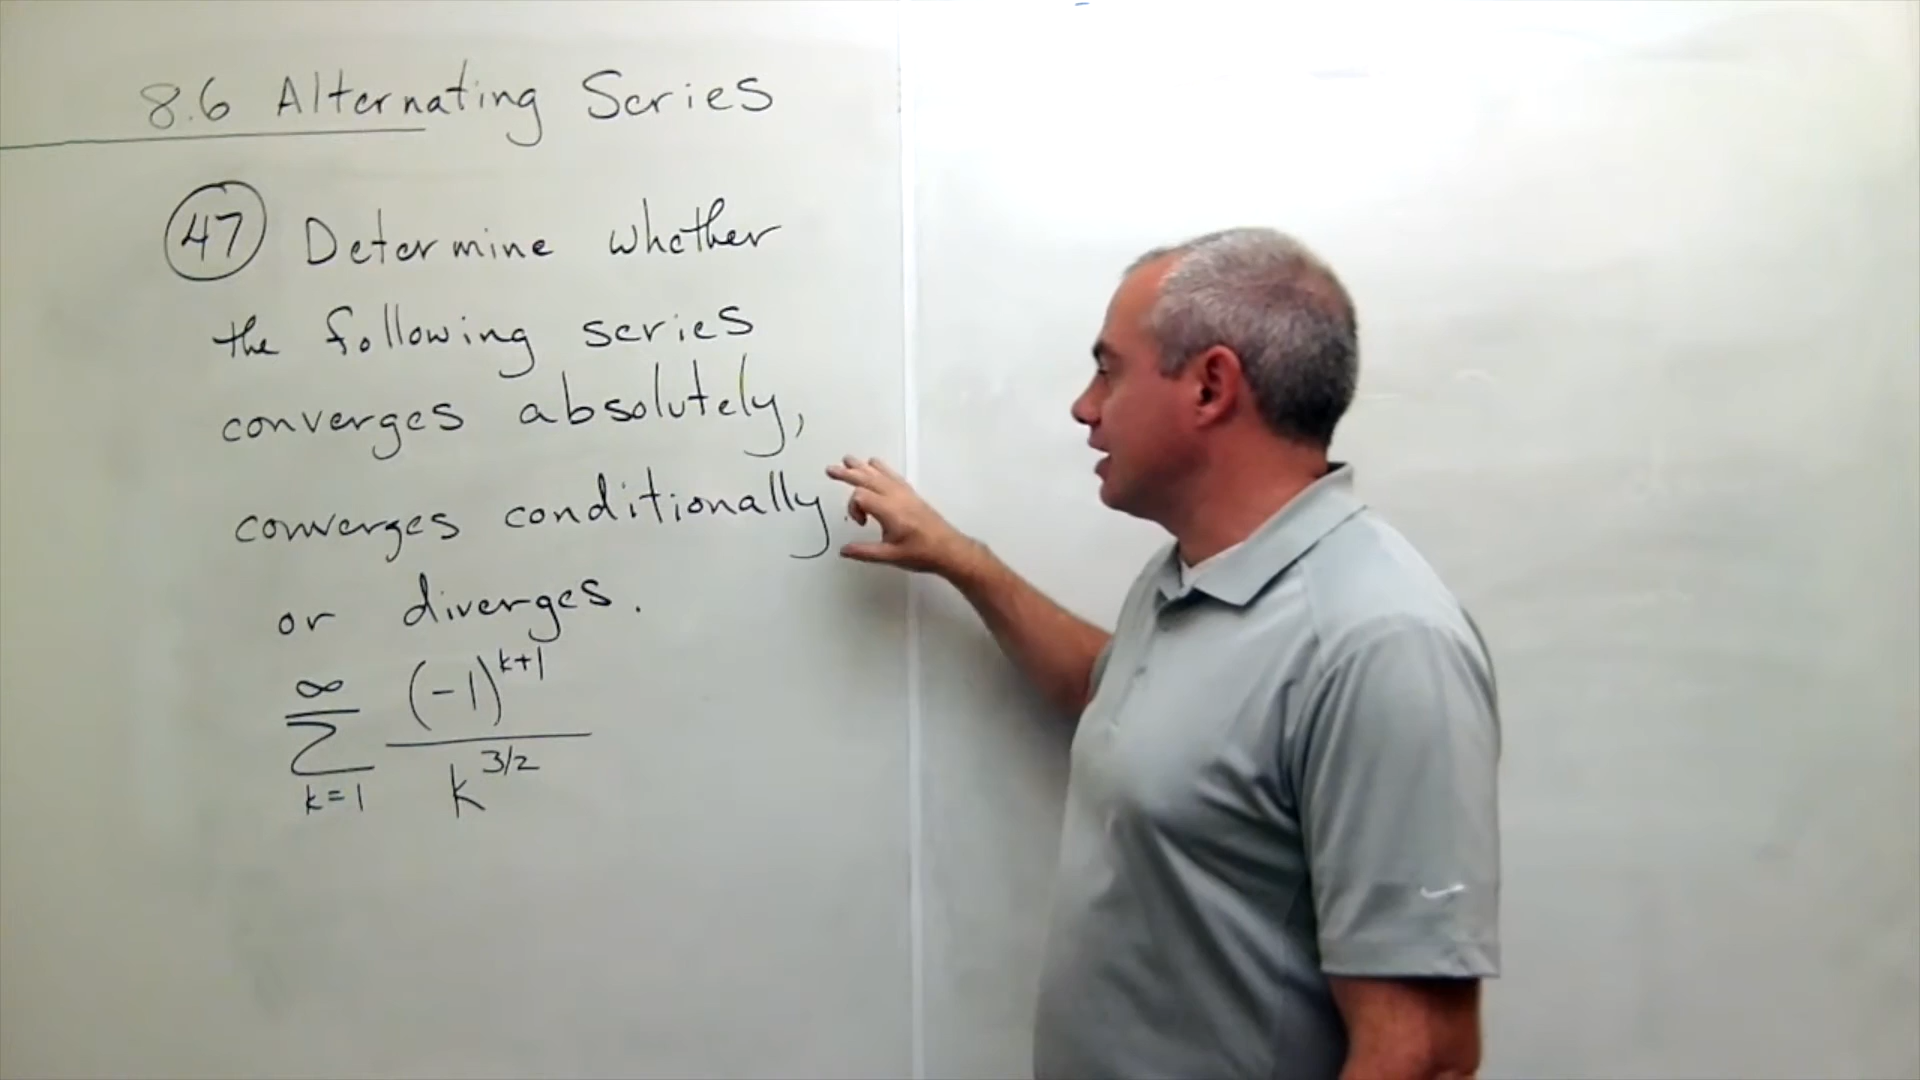 8.6 Alternating Series
47 Determine whether
the following series
converges absolutely,
converges conditionally
or diverges.
∞
∑ (-1)^{k+1} / k^{3/2}
k=1